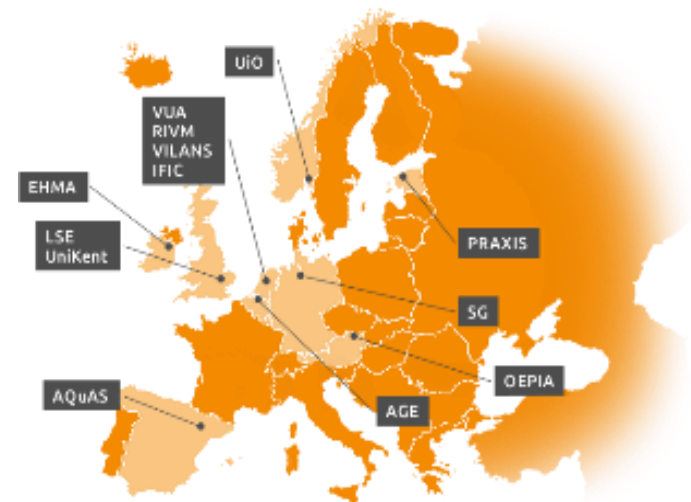 UiO
VUA
RIVM
VILANS
IFIC
EHMA
LSE
UniKent
PRAXIS
SG
OEPIA
AQuAS
AGE